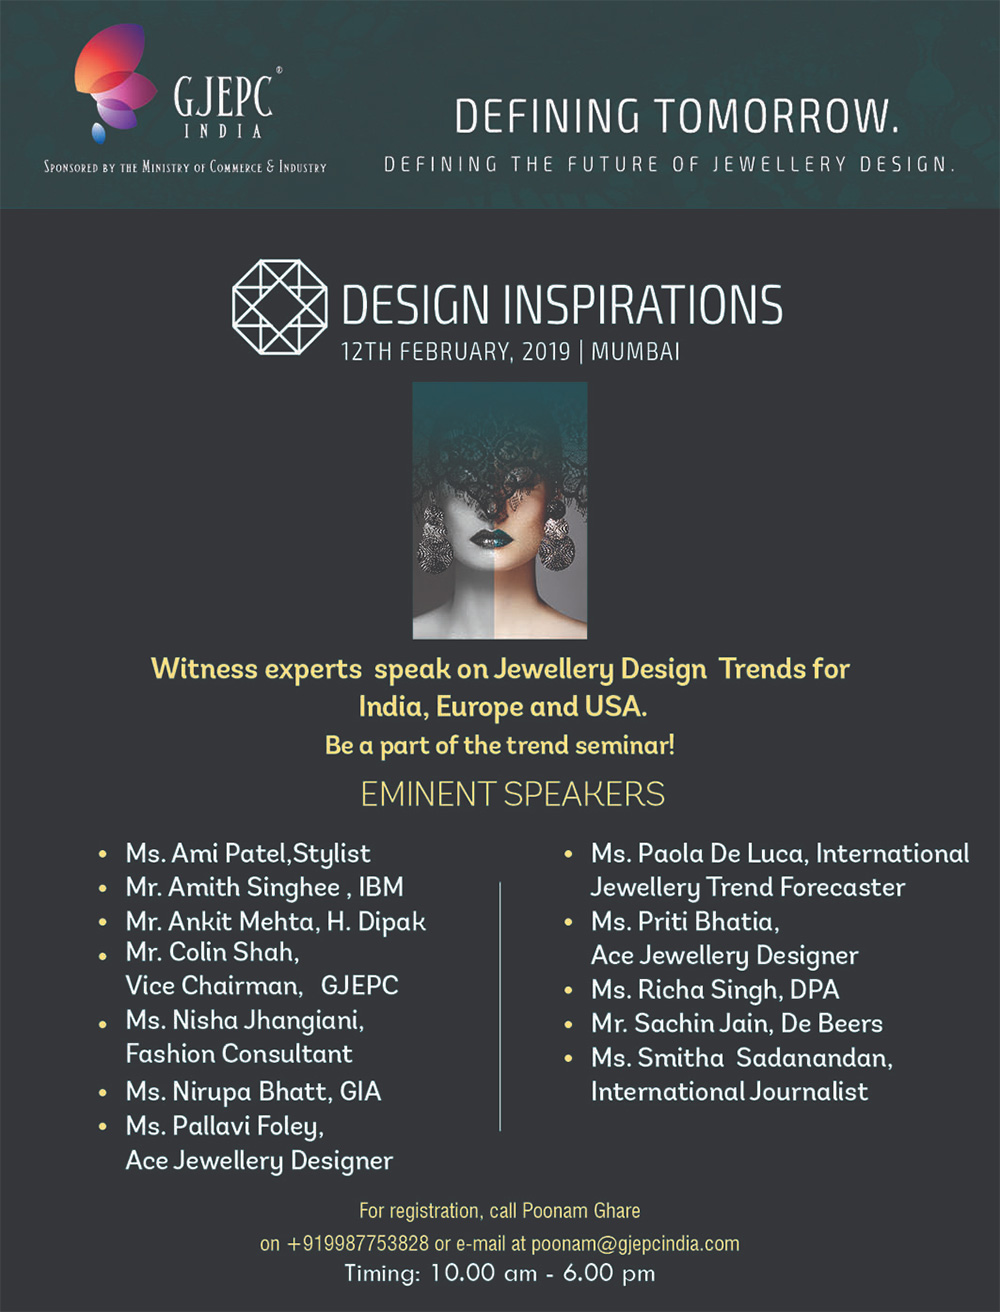 GJEPC®
INDIA
SPONSORED BY THE MINISTRY OF COMMERCE & INDUSTRY
DEFINING TOMORROW.
DEFINING THE FUTURE OF JEWELLERY DESIGN.
DESIGN INSPIRATIONS
12TH FEBRUARY, 2019 | MUMBAI
Witness experts speak on Jewellery Design Trends for
India, Europe and USA.
Be a part of the trend seminar!
EMINENT SPEAKERS
• Ms. Ami Patel,Stylist
• Mr. Amith Singhee , IBM
• Mr. Ankit Mehta, H. Dipak
• Mr. Colin Shah,
Vice Chairman, GJEPC
• Ms. Nisha Jhangiani,
Fashion Consultant
• Ms. Nirupa Bhatt, GIA
• Ms. Pallavi Foley,
Ace Jewellery Designer
• Ms. Paola De Luca, International
Jewellery Trend Forecaster
• Ms. Priti Bhatia,
Ace Jewellery Designer
• Ms. Richa Singh, DPA
• Mr. Sachin Jain, De Beers
• Ms. Smitha Sadanandan,
International Journalist
For registration, call Poonam Ghare
on +919987753828 or e-mail at poonam@gjepcindia.com
Timing: 10.00 am - 6.00 pm